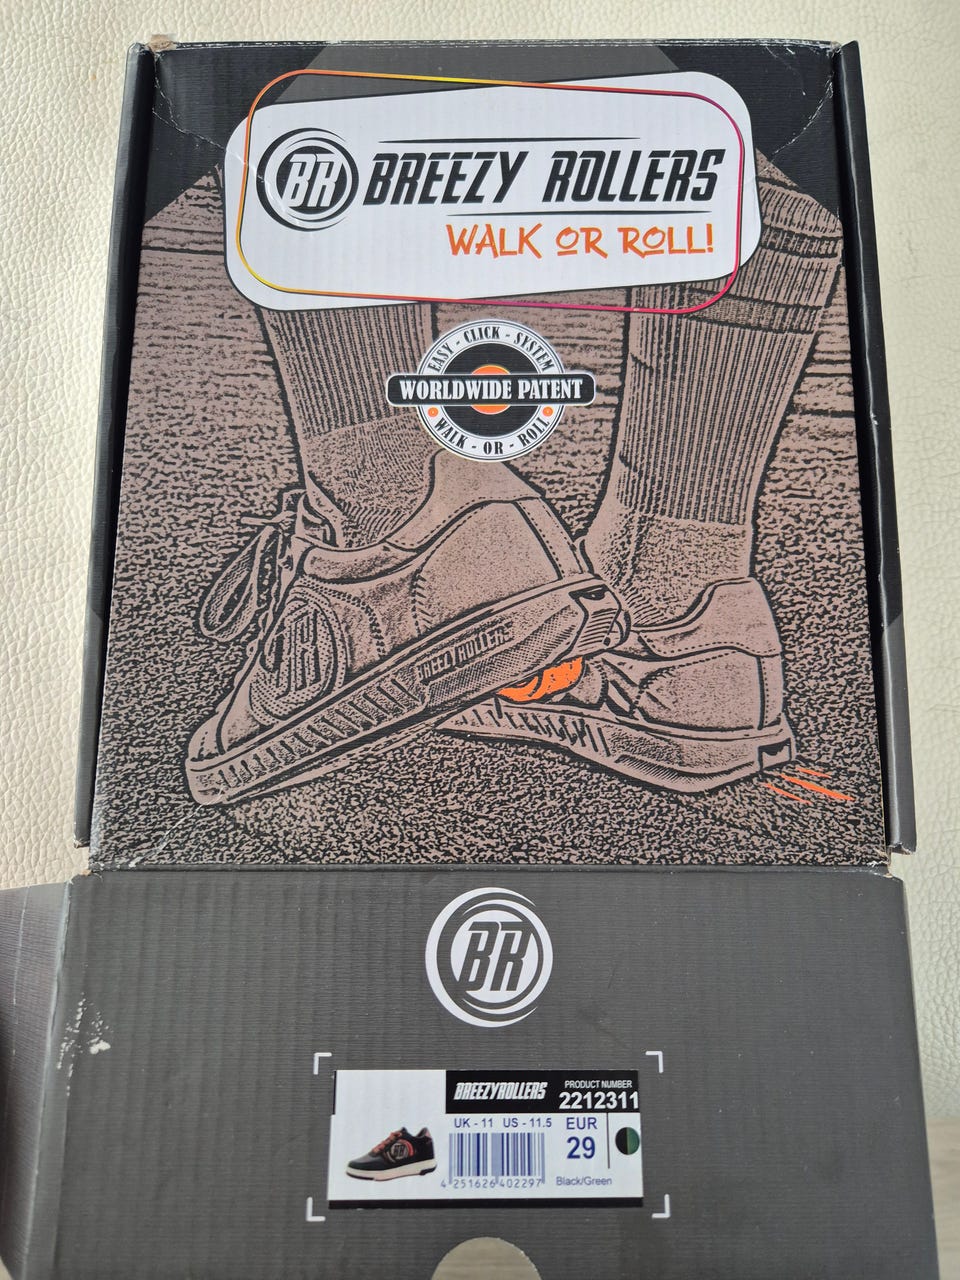 BR BREEZY ROLLERS
WALK OR ROLL!
EASY - CLICK - SYSTEM
WORLDWIDE PATENT
WALK - OR - ROLL
BR
BREEZY ROLLERS
BR
BREEZYROLLERS
PRODUCT NUMBER
2212311
UK - 11 US - 11.5 EUR
29
BR
4 251626 402297
Black/Green